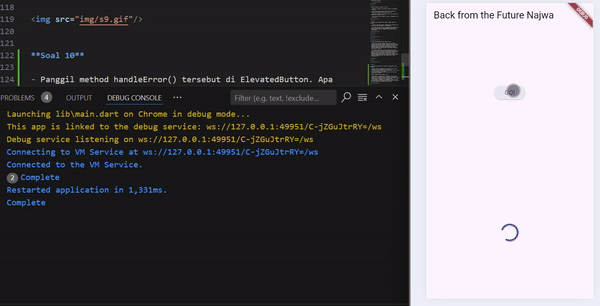 118
119 <img src="img/s9.gif"/>
120
121
122 **Soal 10**
123
124 - Panggil method handleError() tersebut di ElevatedButton. Apa
PROBLEMS 4 OUTPUT DEBUG CONSOLE ... Filter (e.g. text, !exclude...
Launching lib\main.dart on Chrome in debug mode...
This app is linked to the debug service: ws://127.0.0.1:49951/C-jZGuJtrRY=/ws
Debug service listening on ws://127.0.0.1:49951/C-jZGuJtrRY=/ws
Connecting to VM Service at ws://127.0.0.1:49951/C-jZGuJtrRY=/ws
Connected to the VM Service.
2 Complete
Restarted application in 1,331ms.
Complete
Back from the Future Najwa
DEBUG
GO!